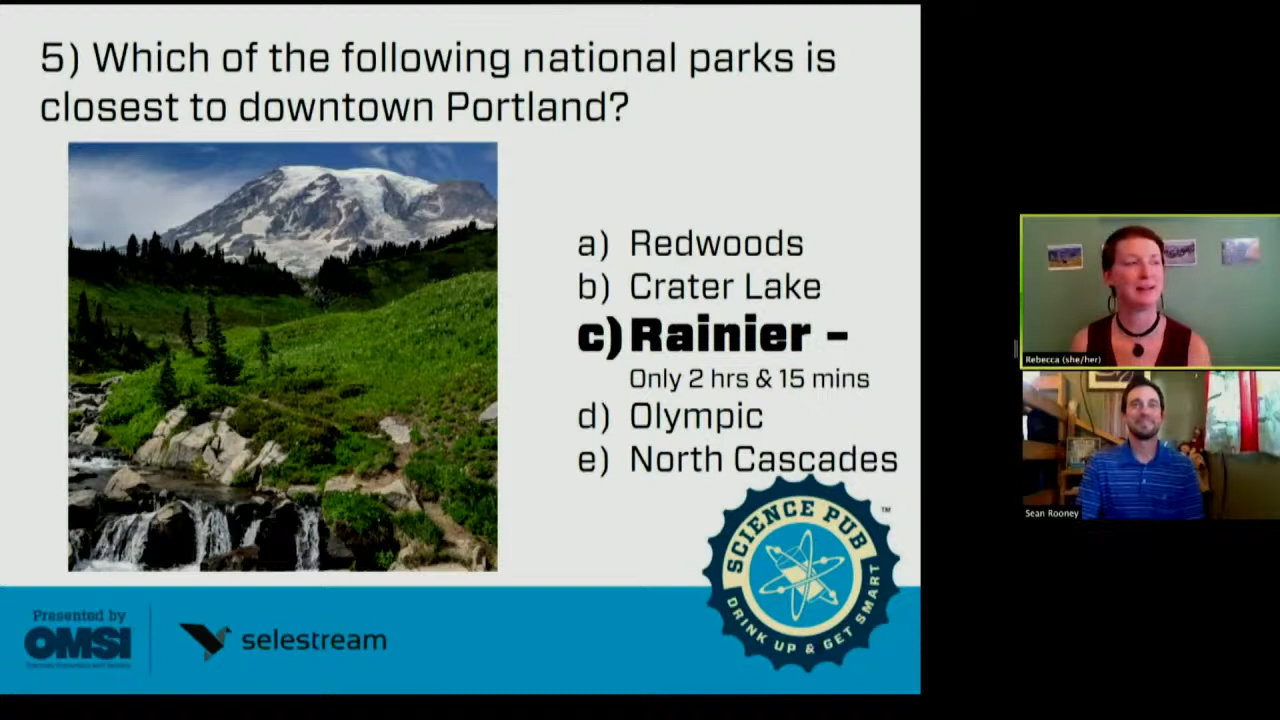 5) Which of the following national parks is
closest to downtown Portland?
a) Redwoods
b) Crater Lake
c) Rainier –
Only 2 hrs & 15 mins
d) Olympic
e) North Cascades
SCIENCE PUB
DRINK UP & GET SMART
TM
Presented by
OMSI
selestream
Rebecca (she/her)
Sean Rooney